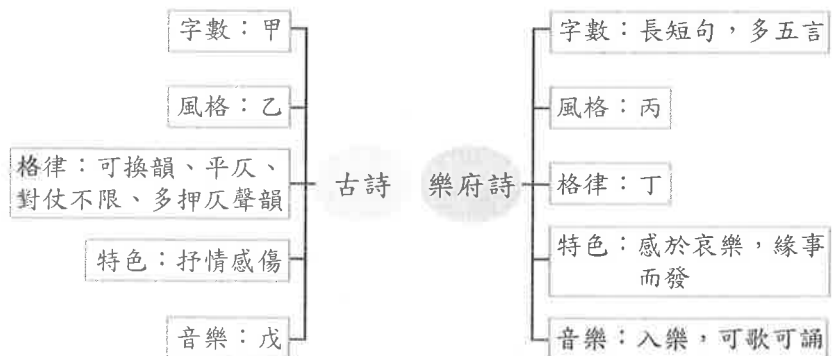 字數：甲
風格：乙
格律：可換韻、平仄、
對仗不限、多押仄聲韻
特色：抒情感傷
音樂：戊
古詩
樂府詩
字數：長短句，多五言
風格：丙
格律：丁
特色：感於哀樂，緣事
而發
音樂：入樂，可歌可誦